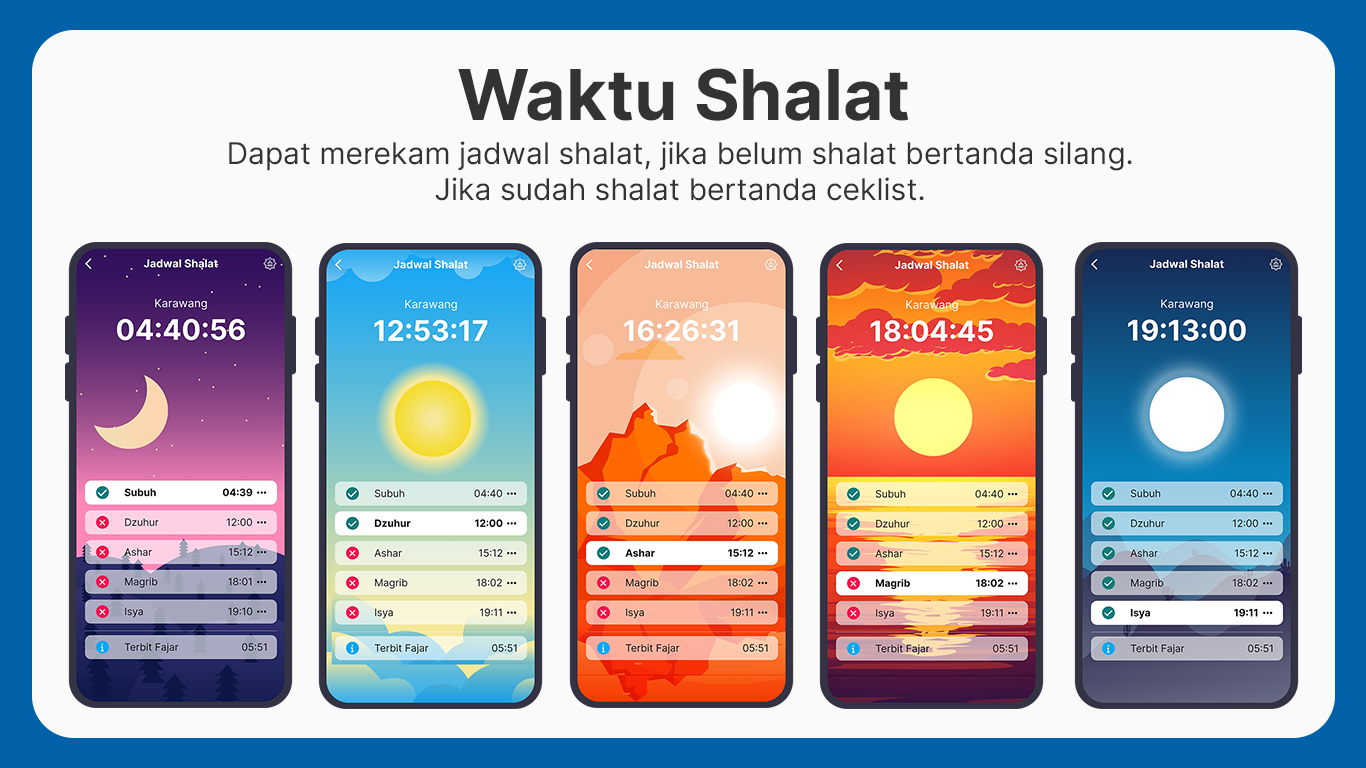 Waktu Shalat
Dapat merekam jadwal shalat, jika belum shalat bertanda silang.
Jika sudah shalat bertanda ceklist.
Jadwal Shalat
Karawang
04:40:56
Subuh 04:39
Dzuhur 12:00
Ashar 15:12
Magrib 18:01
Isya 19:10
Terbit Fajar 05:51
Jadwal Shalat
Karawang
12:53:17
Subuh 04:40
Dzuhur 12:00
Ashar 15:12
Magrib 18:02
Isya 19:11
Terbit Fajar 05:51
Jadwal Shalat
Karawang
16:26:31
Subuh 04:40
Dzuhur 12:00
Ashar 15:12
Magrib 18:02
Isya 19:11
Terbit Fajar 05:51
Jadwal Shalat
Karawang
18:04:45
Subuh 04:40
Dzuhur 12:00
Ashar 15:12
Magrib 18:02
Isya 19:11
Terbit Fajar 05:51
Jadwal Shalat
Karawang
19:13:00
Subuh 04:40
Dzuhur 12:00
Ashar 15:12
Magrib 18:02
Isya 19:11
Terbit Fajar 05:51